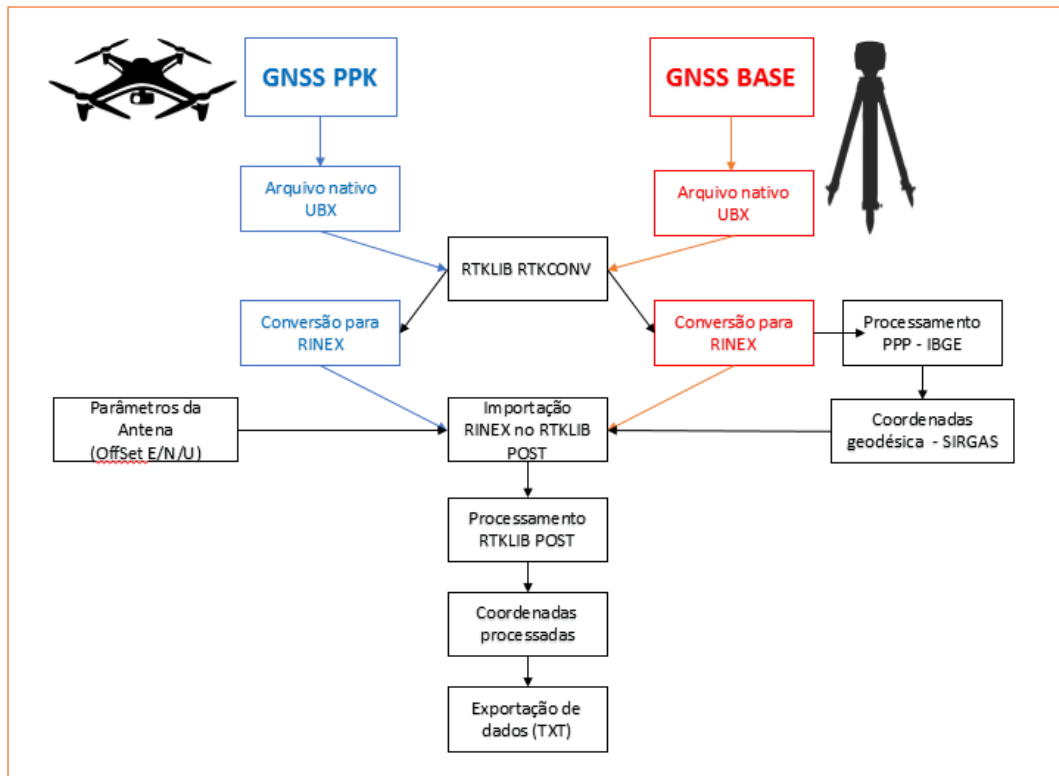 GNSS PPK
GNSS BASE
Arquivo nativo
UBX
Arquivo nativo
UBX
RTKLIB RTKCONV
Conversão para
RINEX
Conversão para
RINEX
Processamento
PPP - IBGE
Parâmetros da
Antena
(OffSet E/N/U)
Importação
RINEX no RTKLIB
POST
Coordenadas
geodésica - SIRGAS
Processamento
RTKLIB POST
Coordenadas
processadas
Exportação de
dados (TXT)